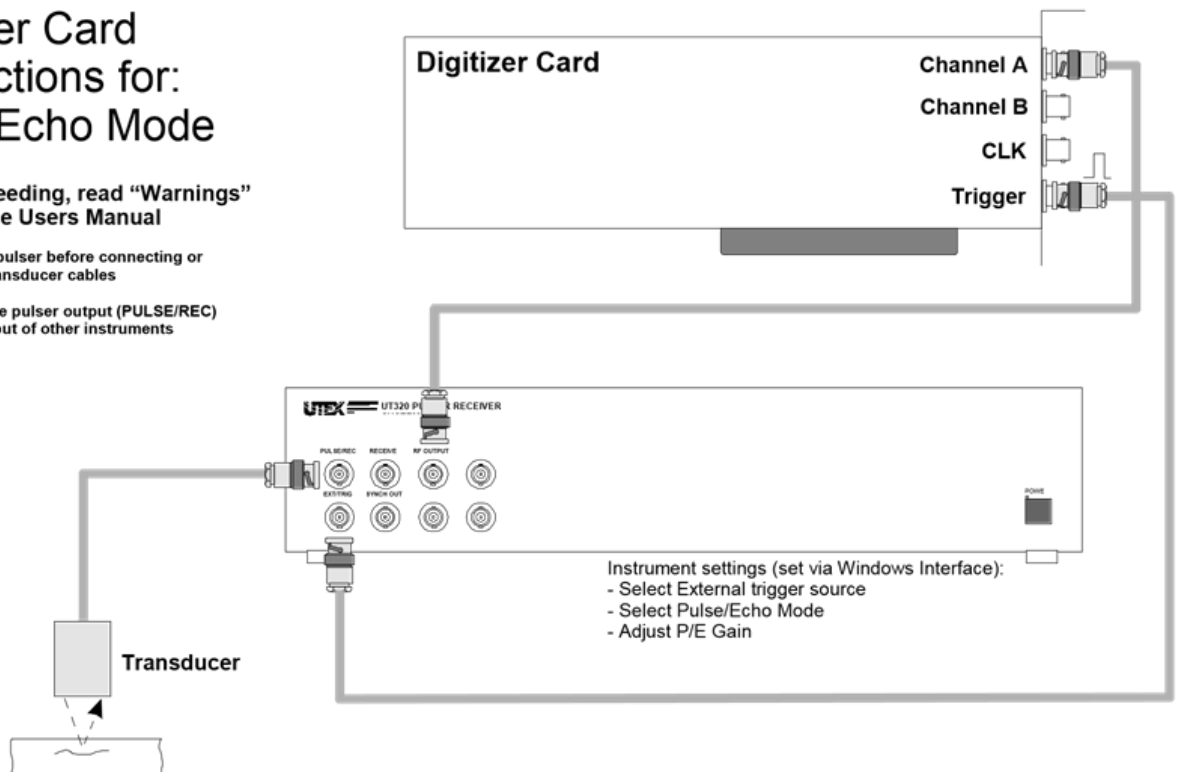 er Card
ctions for:
Echo Mode
eeding, read “Warnings”
e Users Manual
pulser before connecting or
ansducer cables
e pulser output (PULSE/REC)
out of other instruments
Digitizer Card
Channel A
Channel B
CLK
Trigger
UTEX UT320 P R RECEIVER
PULSE/REC RECEIVE RF OUTPUT
EXT/TRIG SYNCH OUT
POWE
Instrument settings (set via Windows Interface):
- Select External trigger source
- Select Pulse/Echo Mode
- Adjust P/E Gain
Transducer